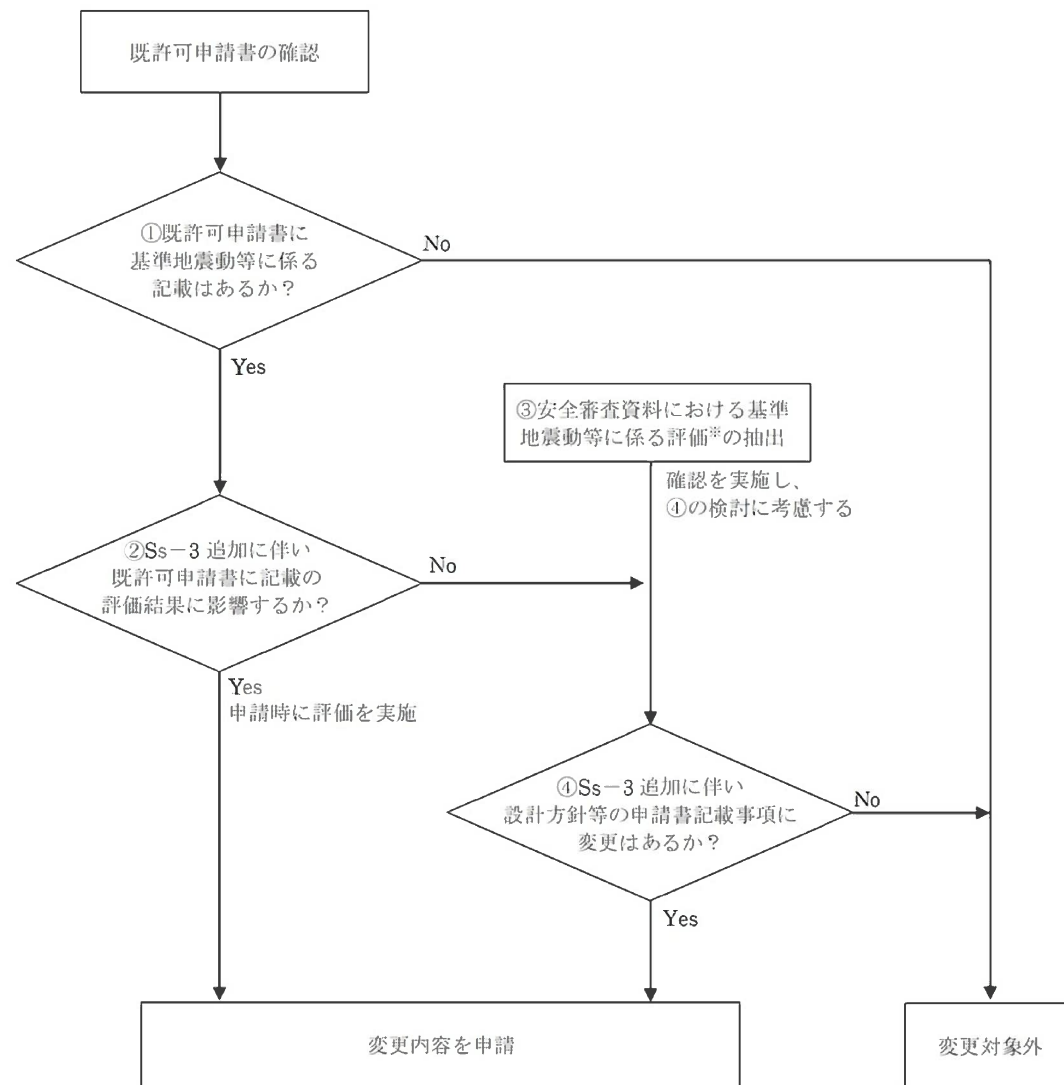 既許可申請書の確認
①既許可申請書に
基準地震動等に係る
記載はあるか？
No
Yes
③安全審査資料における基準
地震動等に係る評価※の抽出
確認を実施し、
④の検討に考慮する
②Ss－3 追加に伴い
既許可申請書に記載の
評価結果に影響するか？
No
Yes
申請時に評価を実施
④Ss－3 追加に伴い
設計方針等の申請書記載事項に
変更はあるか？
No
Yes
変更内容を申請
変更対象外